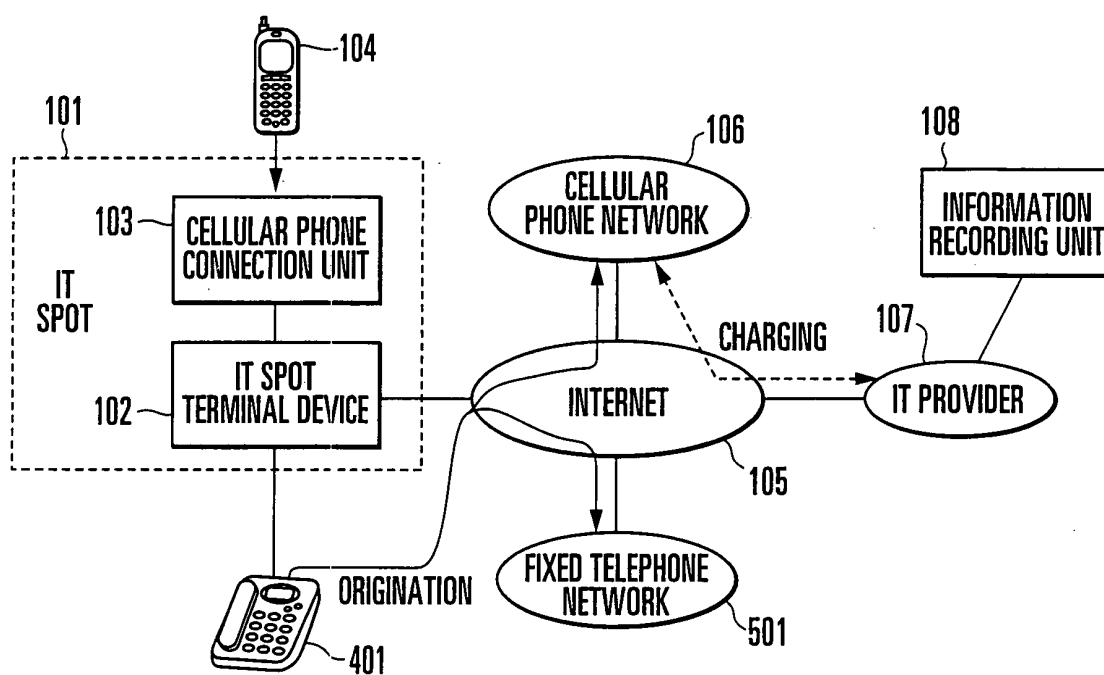 104
101
106
108
CELLULAR
PHONE NETWORK
INFORMATION
RECORDING UNIT
103
CELLULAR PHONE
CONNECTION UNIT
IT
SPOT
CHARGING
107
IT SPOT
TERMINAL DEVICE
102
INTERNET
IT PROVIDER
105
ORIGINATION
FIXED TELEPHONE
NETWORK
501
401